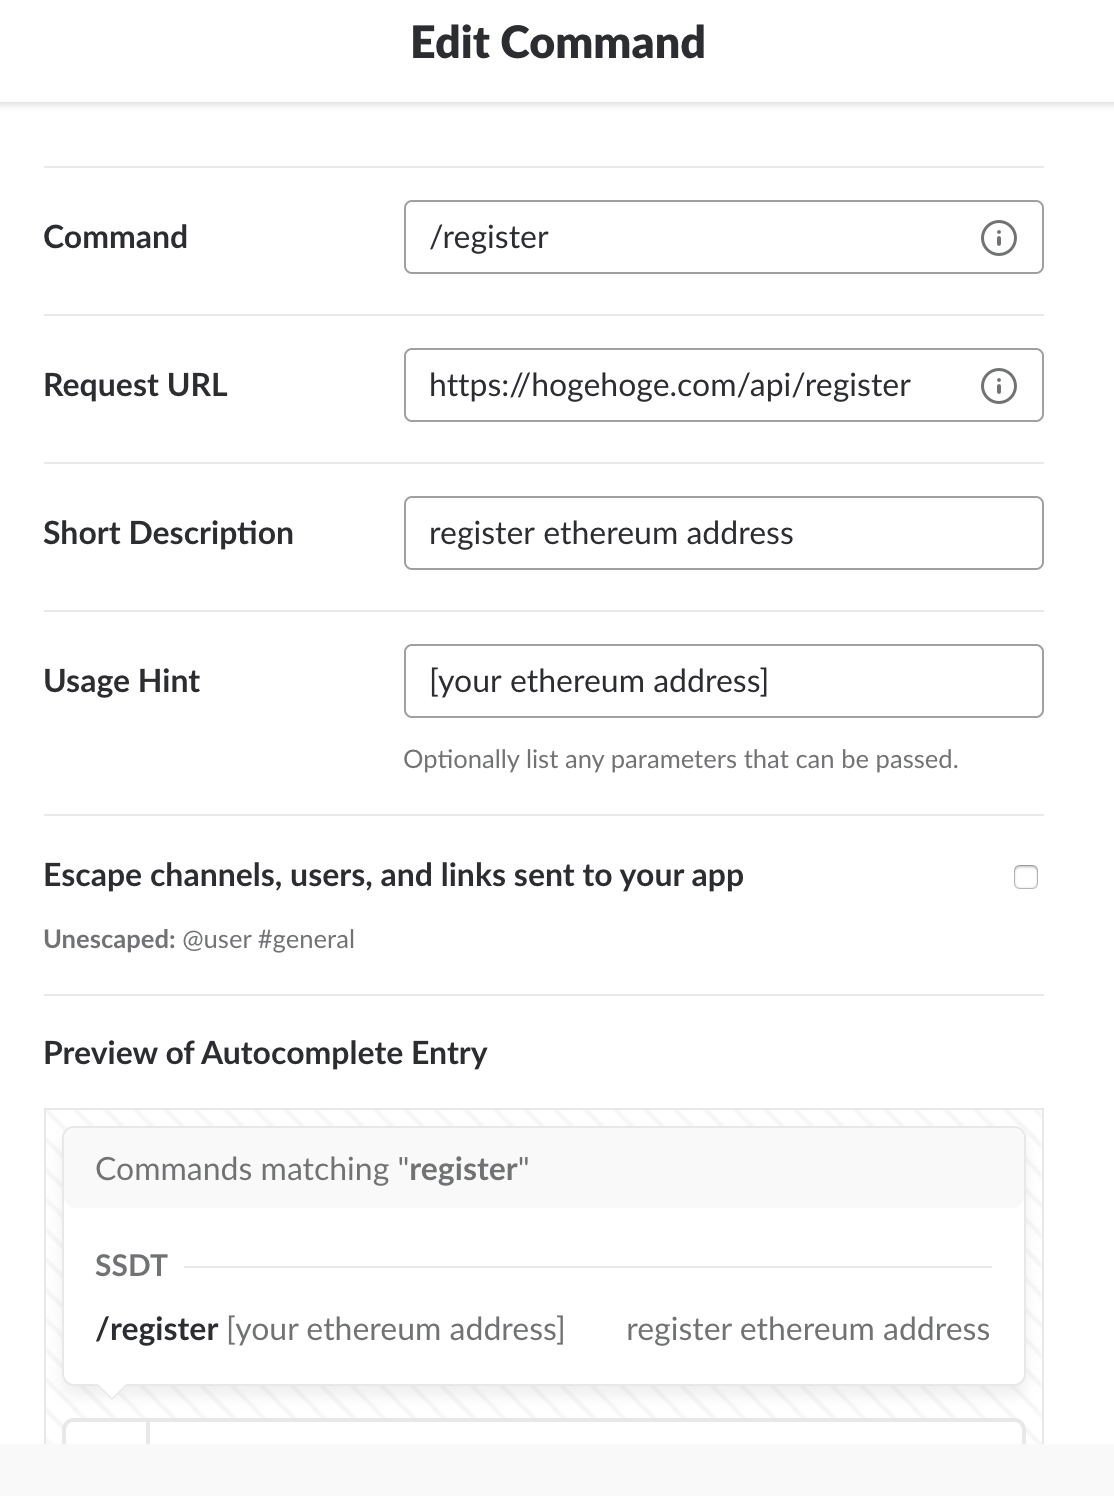 Edit Command
Command
/register
Request URL
https://hogehoge.com/api/register
Short Description
register ethereum address
Usage Hint
[your ethereum address]
Optionally list any parameters that can be passed.
Escape channels, users, and links sent to your app
Unescaped: @user #general
Preview of Autocomplete Entry
Commands matching "register"
SSDT
/register [your ethereum address] register ethereum address